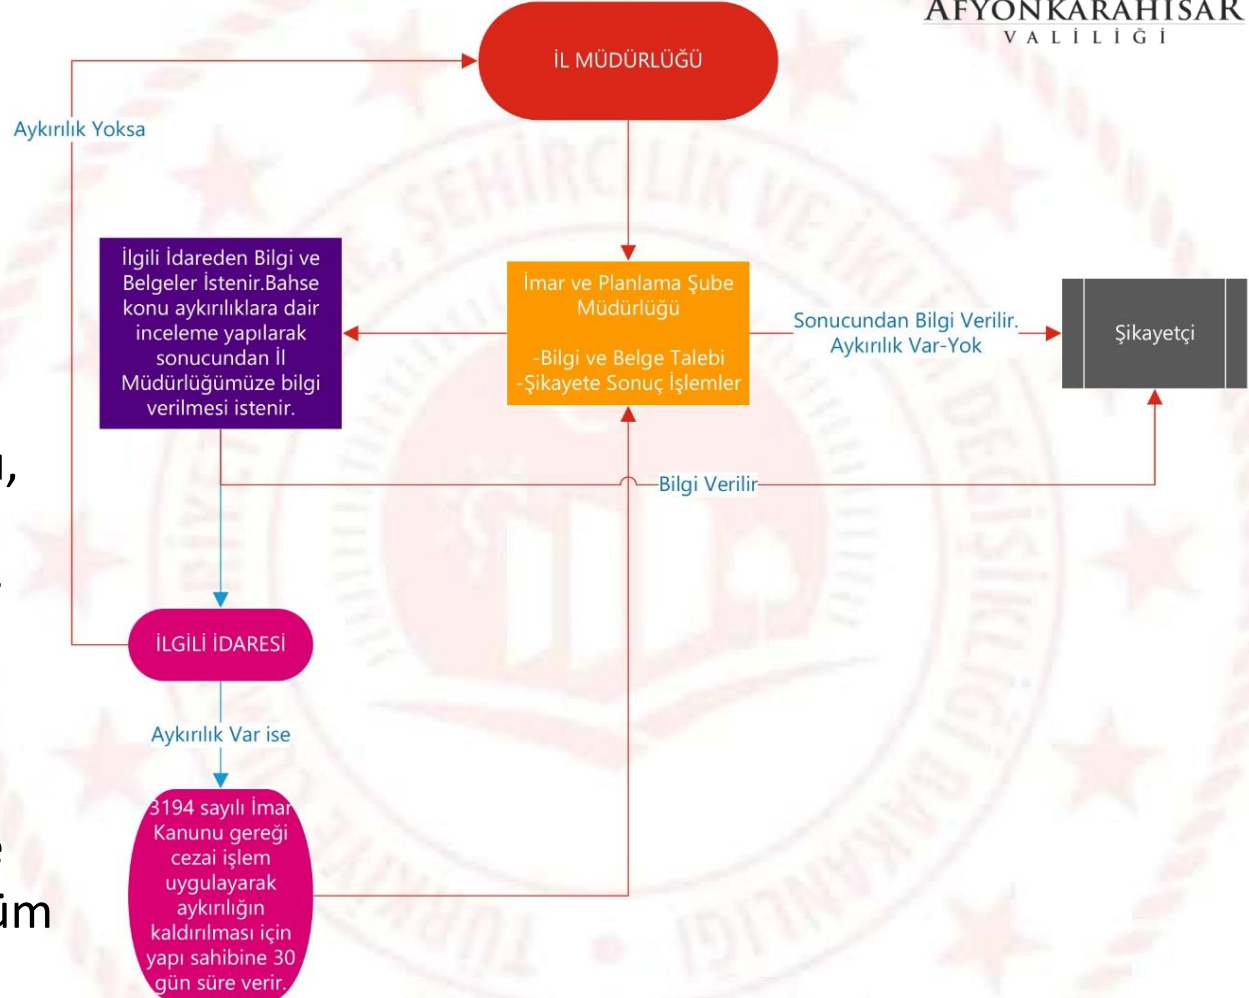 AFYONKARAHİSAR
VALİLİĞİ
İL MÜDÜRLÜĞÜ
Aykırılık Yoksa
İlgili İdareden Bilgi ve
Belgeler İstenir.Bahse
konu aykırılıklara dair
inceleme yapılarak
sonucundan İl
Müdürlüğümüze bilgi
verilmesi istenir.
İmar ve Planlama Şube
Müdürlüğü
-Bilgi ve Belge Talebi
-Şikayete Sonuç İşlemler
Sonucundan Bilgi Verilir.
Aykırılık Var-Yok
Şikayetçi
Bilgi Verilir
İLGİLİ İDARESİ
Aykırılık Var ise
3194 sayılı İmar
Kanunu gereği
cezai işlem
uygulayarak
aykırılığın
kaldırılması için
yapı sahibine 30
gün süre verir.